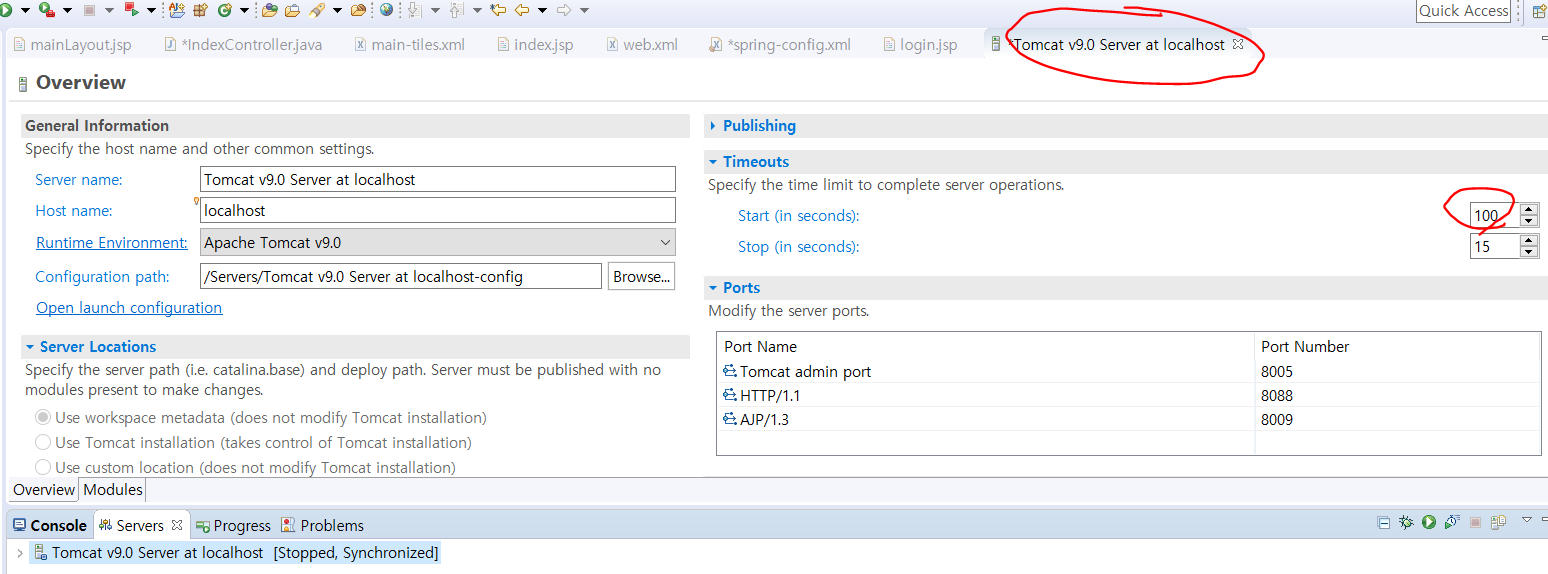 Quick Access
mainLayout.jsp *IndexController.java main-tiles.xml index.jsp web.xml *spring-config.xml login.jsp *Tomcat v9.0 Server at localhost
Overview
General Information
Specify the host name and other common settings.
Server name: Tomcat v9.0 Server at localhost
Host name: localhost
Runtime Environment: Apache Tomcat v9.0
Configuration path: /Servers/Tomcat v9.0 Server at localhost-config Browse...
Open launch configuration
Server Locations
Specify the server path (i.e. catalina.base) and deploy path. Server must be published with no
modules present to make changes.
Use workspace metadata (does not modify Tomcat installation)
Use Tomcat installation (takes control of Tomcat installation)
Use custom location (does not modify Tomcat installation)
Publishing
Timeouts
Specify the time limit to complete server operations.
Start (in seconds): 100
Stop (in seconds): 15
Ports
Modify the server ports.
Port Name Port Number
Tomcat admin port 8005
HTTP/1.1 8088
AJP/1.3 8009
Overview Modules
Console Servers Progress Problems
Tomcat v9.0 Server at localhost [Stopped, Synchronized]